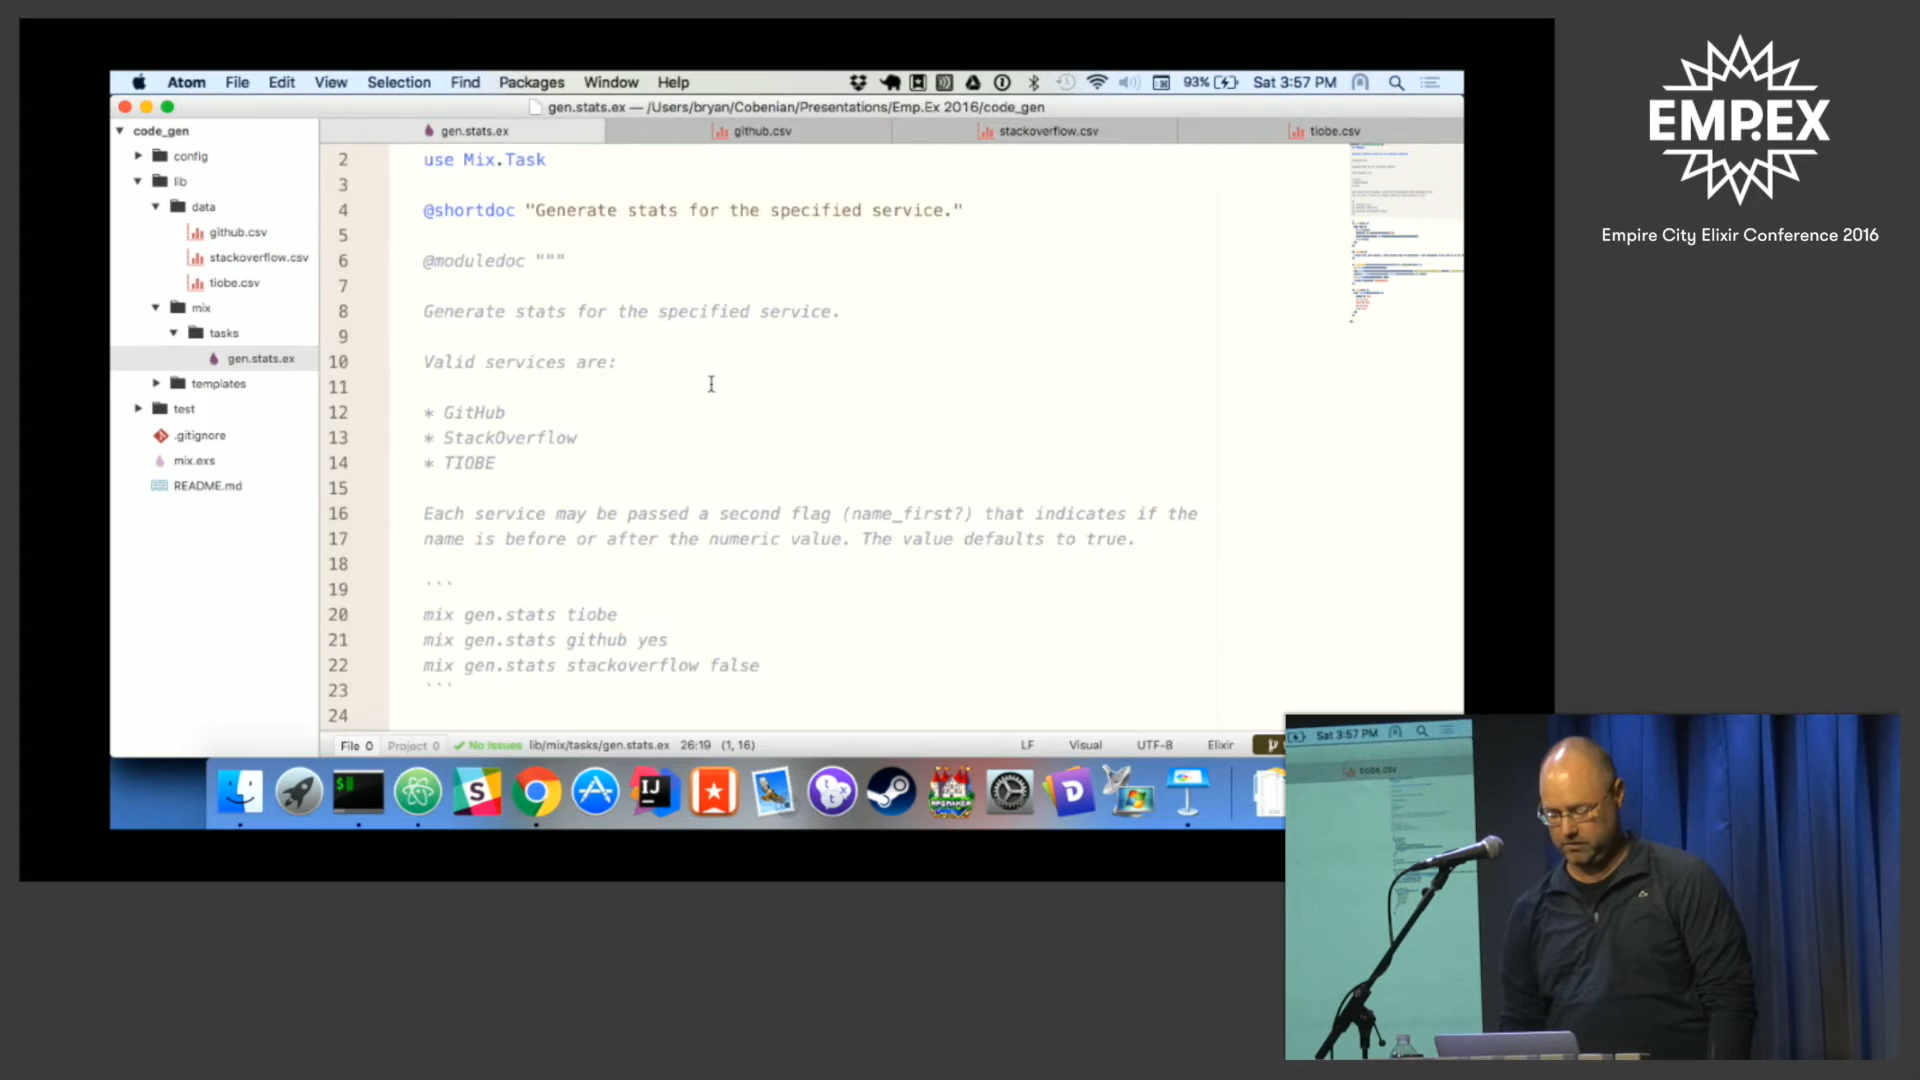 Atom File Edit View Selection Find Packages Window Help 93% Sat 3:57 PM
gen.stats.ex — /Users/bryan/Cobenian/Presentations/Emp.Ex 2016/code_gen
code_gen
config
lib
data
github.csv
stackoverflow.csv
tiobe.csv
mix
tasks
gen.stats.ex
templates
test
.gitignore
mix.exs
README.md
gen.stats.ex github.csv stackoverflow.csv tiobe.csv
2 use Mix.Task
3
4 @shortdoc "Generate stats for the specified service."
5
6 @moduledoc """
7
8 Generate stats for the specified service.
9
10 Valid services are:
11
12 * GitHub
13 * StackOverflow
14 * TIOBE
15
16 Each service may be passed a second flag (name_first?) that indicates if the
17 name is before or after the numeric value. The value defaults to true.
18
19 ```
20 mix gen.stats tiobe
21 mix gen.stats github yes
22 mix gen.stats stackoverflow false
23 ```
24
File 0 Project 0 No Issues lib/mix/tasks/gen.stats.ex 26:19 (1, 16) LF Visual UTF-8 Elixir
EMP.EX
Empire City Elixir Conference 2016
Sat 3:57 PM
tiobe.csv